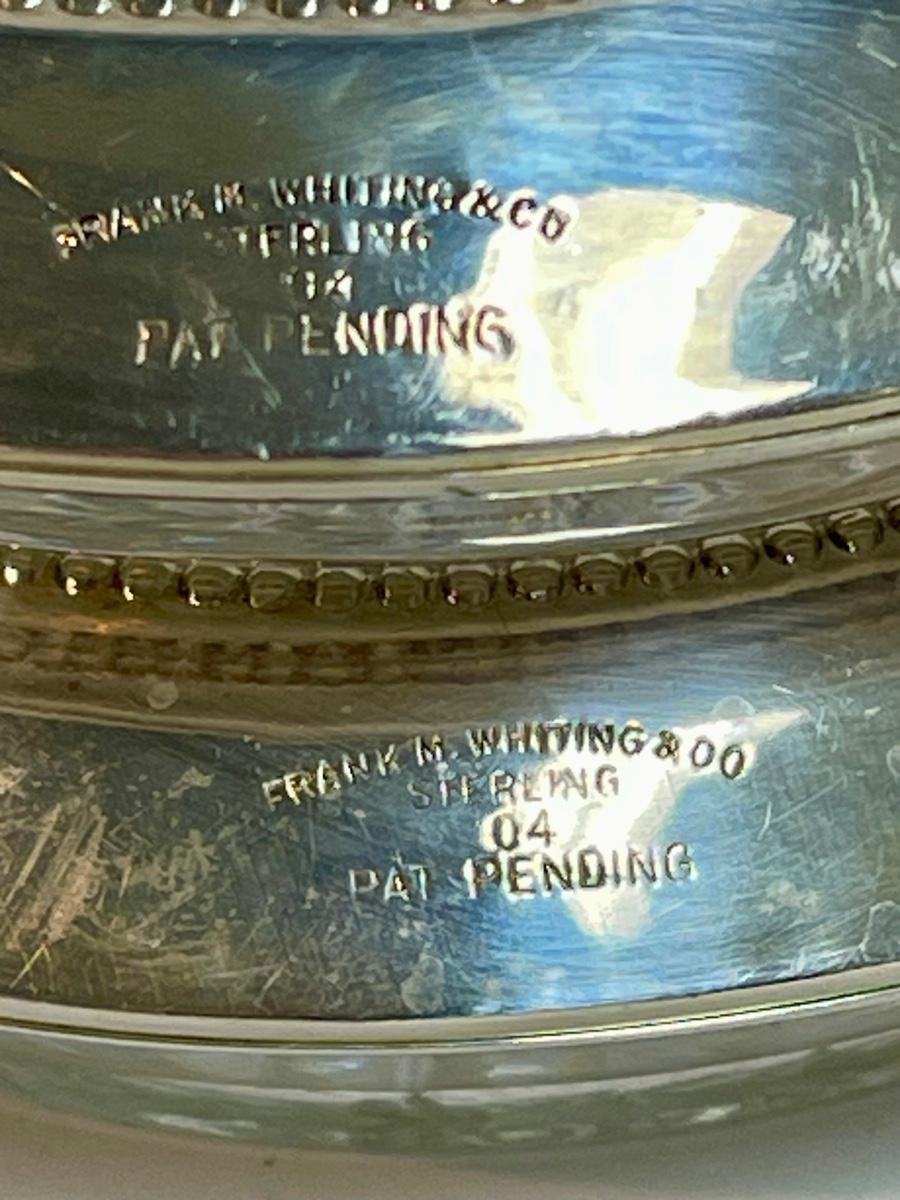 FRANK M. WHITING & CO
STERLING
04
PAT PENDING
FRANK M. WHITING & CO
STERLING
04
PAT PENDING